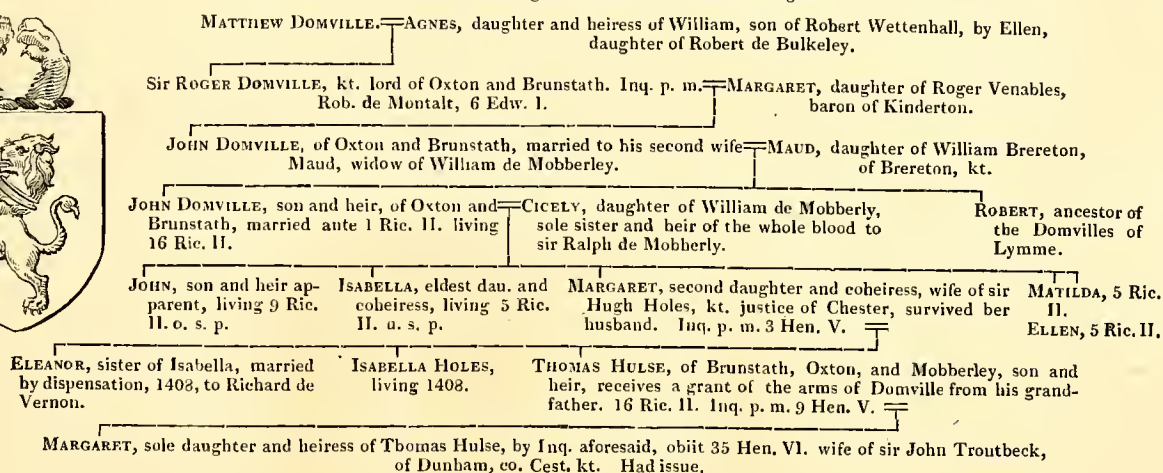 MATTHEW DOMVILLE.=AGNES, daughter and heiress of William, son of Robert Wettenhall, by Ellen,
daughter of Robert de Bulkeley.
Sir ROGER DOMVILLE, kt. lord of Oxton and Brunstath. Inq. p. m.=MARGARET, daughter of Roger Venables,
Rob. de Montalt, 6 Edw. I. baron of Kinderton.
JOHN DOMVILLE, of Oxton and Brunstath, married to his second wife=MAUD, daughter of William Brereton,
Maud, widow of William de Mobberley. of Brereton, kt.
JOHN DOMVILLE, son and heir, of Oxton and=CICELY, daughter of William de Mobberly,
Brunstath, married ante 1 Ric. II. living sole sister and heir of the whole blood to
16 Ric. II. sir Ralph de Mobberly.
ROBERT, ancestor of
the Domvilles of
Lymme.
JOHN, son and heir ap-
parent, living 9 Ric.
II. o. s. p.
ISABELLA, eldest dau. and
coheiress, living 5 Ric.
II. o. s. p.
MARGARET, second daughter and coheiress, wife of sir
Hugh Holes, kt. justice of Chester, survived her
husband. Inq. p. m. 3 Hen. V. =
MATILDA, 5 Ric.
II.
ELLEN, 5 Ric. II.
ELEANOR, sister of Isabella, married
by dispensation, 1408, to Richard de
Vernon.
ISABELLA HOLES,
living 1408.
THOMAS HULSE, of Brunstath, Oxton, and Mobberley, son and
heir, receives a grant of the arms of Domville from his grand-
father. 16 Ric. II. Inq. p. m. 9 Hen. V. =
MARGARET, sole daughter and heiress of Thomas Hulse, by Inq. aforesaid, obiit 35 Hen. VI. wife of sir John Troutbeck,
of Dunham, co. Cest. kt. Had issue.